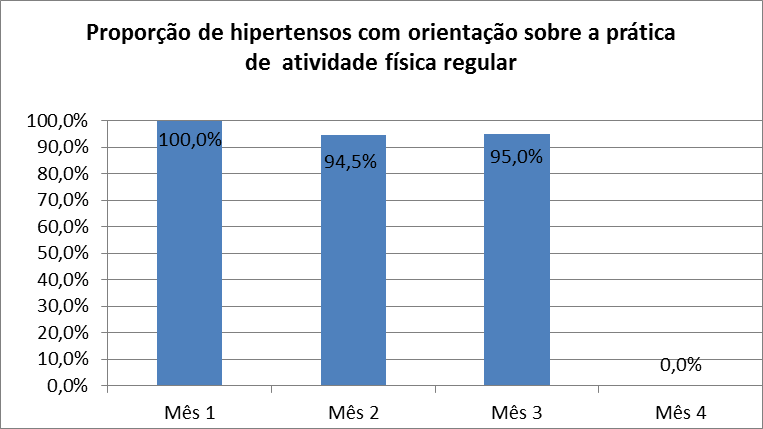 Proporção de hipertensos com orientação sobre a prática
de atividade física regular
100,0%
90,0%
80,0%
70,0%
60,0%
50,0%
40,0%
30,0%
20,0%
10,0%
0,0%
100,0%
94,5%
95,0%
0,0%
Mês 1
Mês 2
Mês 3
Mês 4